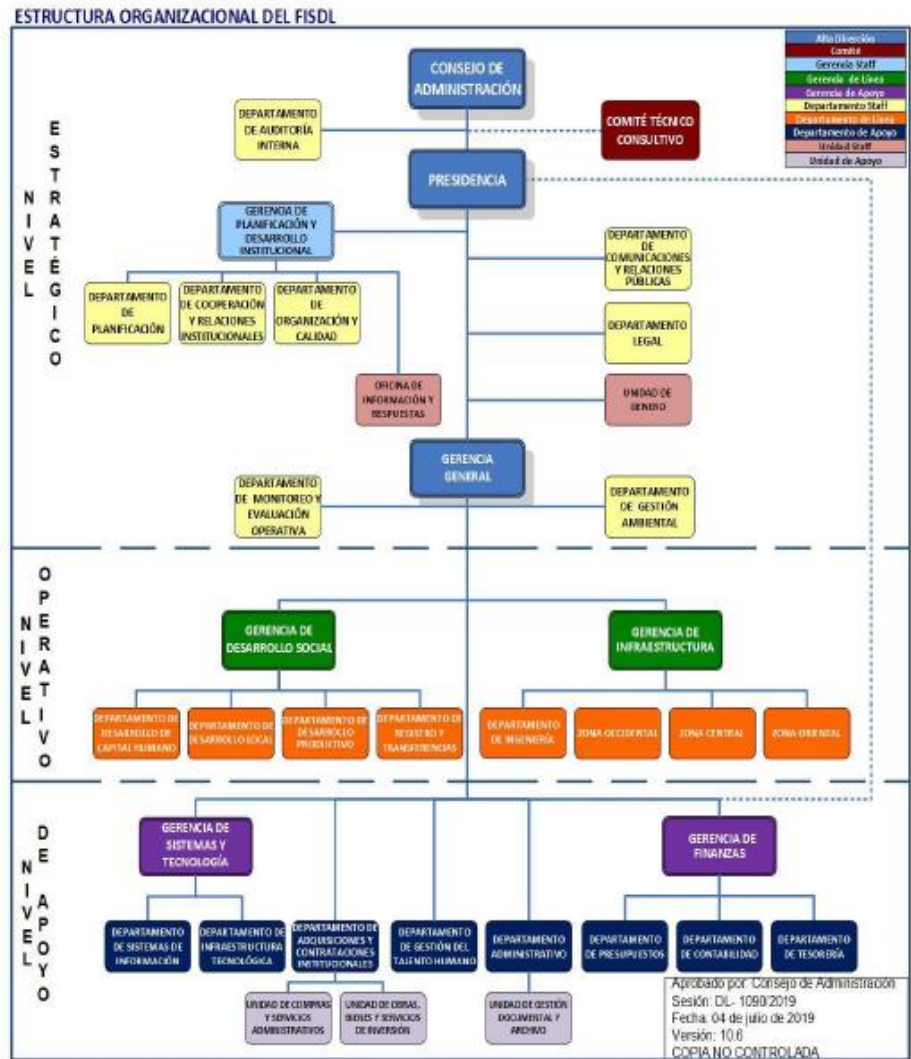 ESTRUCTURA ORGANIZACIONAL DEL FISDL
Alta Dirección
Comité
Gerencia Staff
Gerencia de Línea
Gerencia de Apoyo
Departamento Staff
Departamento de Línea
Departamento de Apoyo
Unidad Staff
Unidad de Apoyo
NIVEL
ESTRATÉGICO
CONSEJO DE
ADMINISTRACIÓN
DEPARTAMENTO
DE AUDITORÍA
INTERNA
COMITÉ TÉCNICO
CONSULTIVO
PRESIDENCIA
GERENCIA DE
PLANIFICACIÓN Y
DESARROLLO
INSTITUCIONAL
DEPARTAMENTO
DE
COMUNICACIONES
Y RELACIONES
PÚBLICAS
DEPARTAMENTO
DE
PLANIFICACIÓN
DEPARTAMENTO
DE COOPERACIÓN
Y RELACIONES
INSTITUCIONALES
DEPARTAMENTO
DE
ORGANIZACIÓN Y
CALIDAD
DEPARTAMENTO
LEGAL
OFICINA DE
INFORMACIÓN Y
RESPUESTAS
UNIDAD DE
GENERO
GERENCIA
GENERAL
DEPARTAMENTO
DE MONITOREO Y
EVALUACIÓN
OPERATIVA
DEPARTAMENTO
DE GESTIÓN
AMBIENTAL
NIVEL
OPERATIVO
GERENCIA DE
DESARROLLO SOCIAL
GERENCIA DE
INFRAESTRUCTURA
DEPARTAMENTO DE
DESARROLLO DE
CAPITAL HUMANO
DEPARTAMENTO DE
DESARROLLO LOCAL
DEPARTAMENTO DE
DESARROLLO
PRODUCTIVO
DEPARTAMENTO DE
REGISTRO Y
TRANSFERENCIAS
DEPARTAMENTO
DE INGENIERÍA
ZONA OCCIDENTAL
ZONA CENTRAL
ZONA ORIENTAL
NIVEL
DE APOYO
GERENCIA DE
SISTEMAS Y
TECNOLOGÍA
GERENCIA DE
FINANZAS
DEPARTAMENTO
DE SISTEMAS DE
INFORMACIÓN
DEPARTAMENTO DE
INFRAESTRUCTURA
TECNOLÓGICA
DEPARTAMENTO DE
ADQUISICIONES Y
CONTRATACIONES
INSTITUCIONALES
DEPARTAMENTO
DE GESTIÓN DEL
TALENTO HUMANO
DEPARTAMENTO
ADMINISTRATIVO
DEPARTAMENTO
DE PRESUPUESTOS
DEPARTAMENTO
DE CONTABILIDAD
DEPARTAMENTO
DE TESORERÍA
UNIDAD DE COMPRAS
Y SERVICIOS
ADMINISTRATIVOS
UNIDAD DE OBRAS,
BIENES Y SERVICIOS
DE INVERSIÓN
UNIDAD DE GESTIÓN
DOCUMENTAL Y
ARCHIVO
Aprobado por: Consejo de Administración
Sesión: DL- 1090/2019
Fecha: 04 de julio de 2019
Versión: 10.6
COPIA NO CONTROLADA